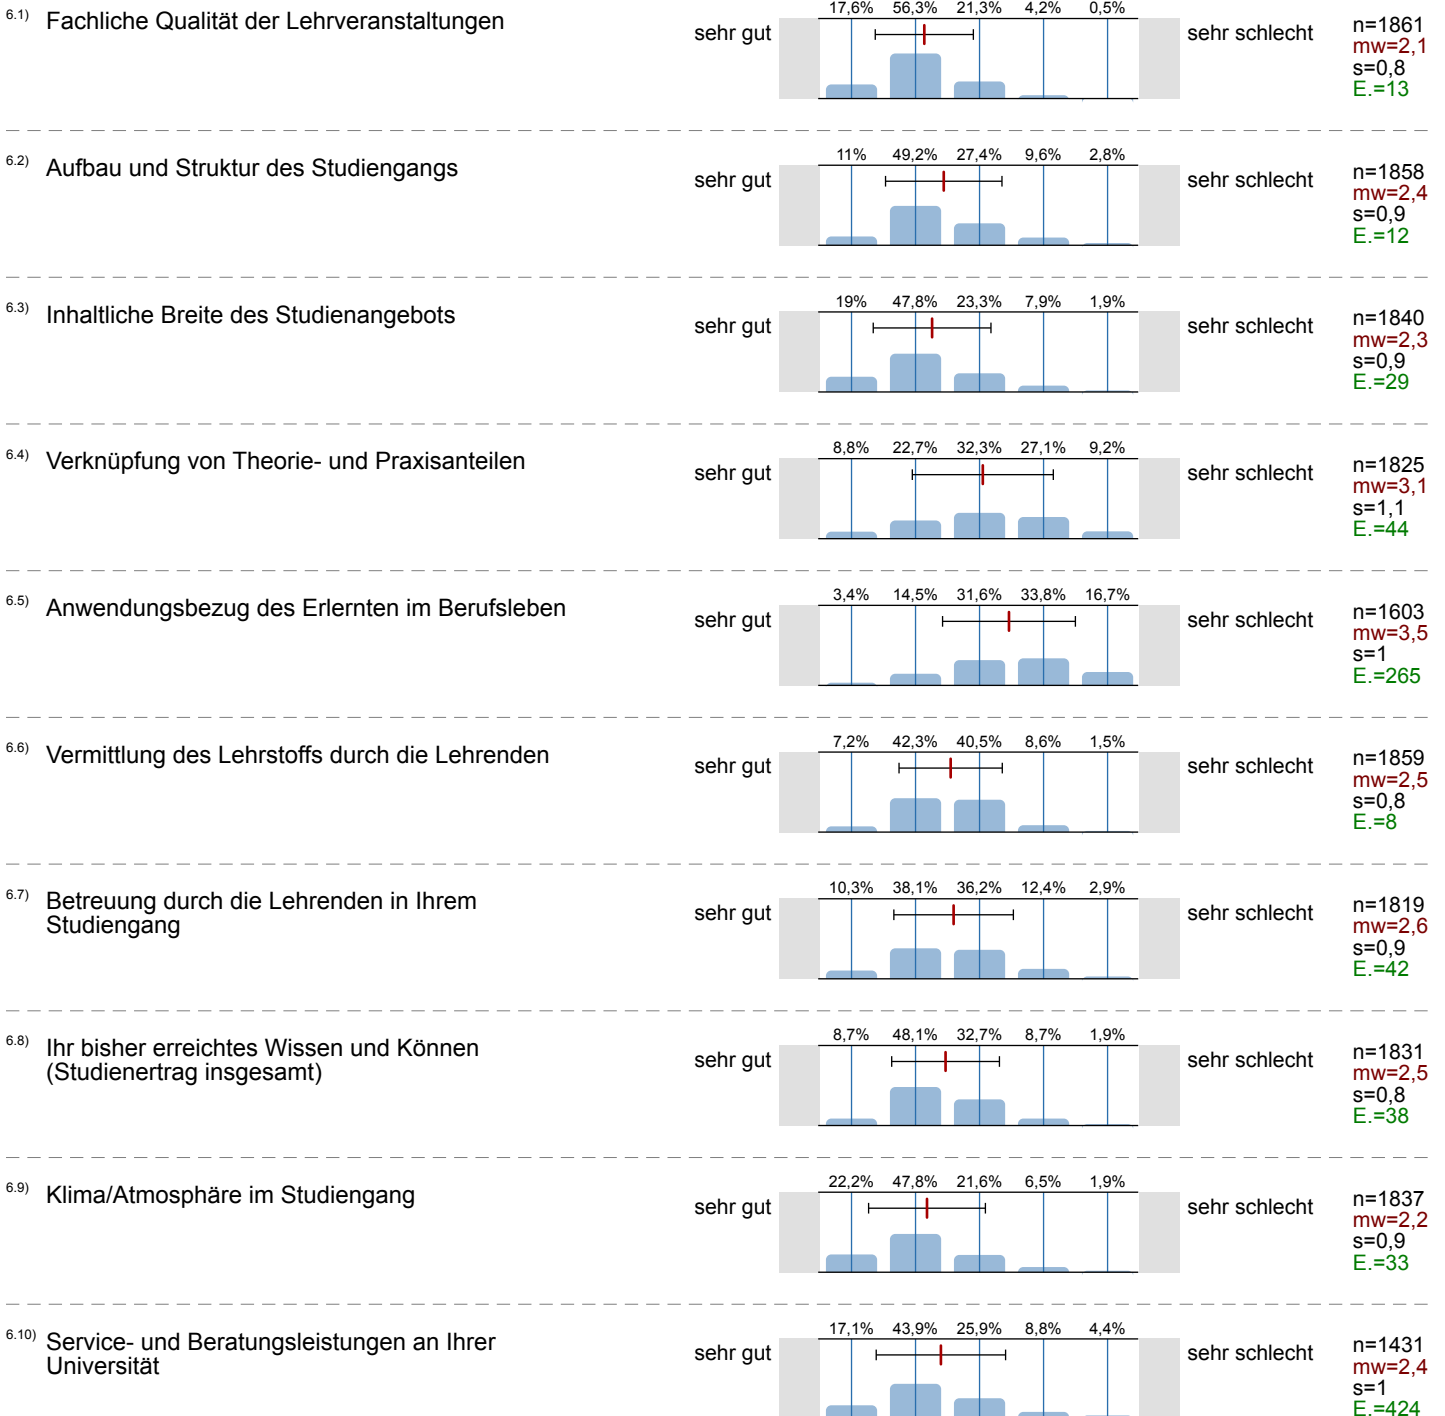 6.1) Fachliche Qualität der Lehrveranstaltungen
17,6% 56,3% 21,3% 4,2% 0,5%
sehr gut sehr schlecht
n=1861
mw=2,1
s=0,8
E.=13
6.2) Aufbau und Struktur des Studiengangs
11% 49,2% 27,4% 9,6% 2,8%
sehr gut sehr schlecht
n=1858
mw=2,4
s=0,9
E.=12
6.3) Inhaltliche Breite des Studienangebots
19% 47,8% 23,3% 7,9% 1,9%
sehr gut sehr schlecht
n=1840
mw=2,3
s=0,9
E.=29
6.4) Verknüpfung von Theorie- und Praxisanteilen
8,8% 22,7% 32,3% 27,1% 9,2%
sehr gut sehr schlecht
n=1825
mw=3,1
s=1,1
E.=44
6.5) Anwendungsbezug des Erlernten im Berufsleben
3,4% 14,5% 31,6% 33,8% 16,7%
sehr gut sehr schlecht
n=1603
mw=3,5
s=1
E.=265
6.6) Vermittlung des Lehrstoffs durch die Lehrenden
7,2% 42,3% 40,5% 8,6% 1,5%
sehr gut sehr schlecht
n=1859
mw=2,5
s=0,8
E.=8
6.7) Betreuung durch die Lehrenden in Ihrem
Studiengang
10,3% 38,1% 36,2% 12,4% 2,9%
sehr gut sehr schlecht
n=1819
mw=2,6
s=0,9
E.=42
6.8) Ihr bisher erreichtes Wissen und Können
(Studienertrag insgesamt)
8,7% 48,1% 32,7% 8,7% 1,9%
sehr gut sehr schlecht
n=1831
mw=2,5
s=0,8
E.=38
6.9) Klima/Atmosphäre im Studiengang
22,2% 47,8% 21,6% 6,5% 1,9%
sehr gut sehr schlecht
n=1837
mw=2,2
s=0,9
E.=33
6.10) Service- und Beratungsleistungen an Ihrer
Universität
17,1% 43,9% 25,9% 8,8% 4,4%
sehr gut sehr schlecht
n=1431
mw=2,4
s=1
E.=424